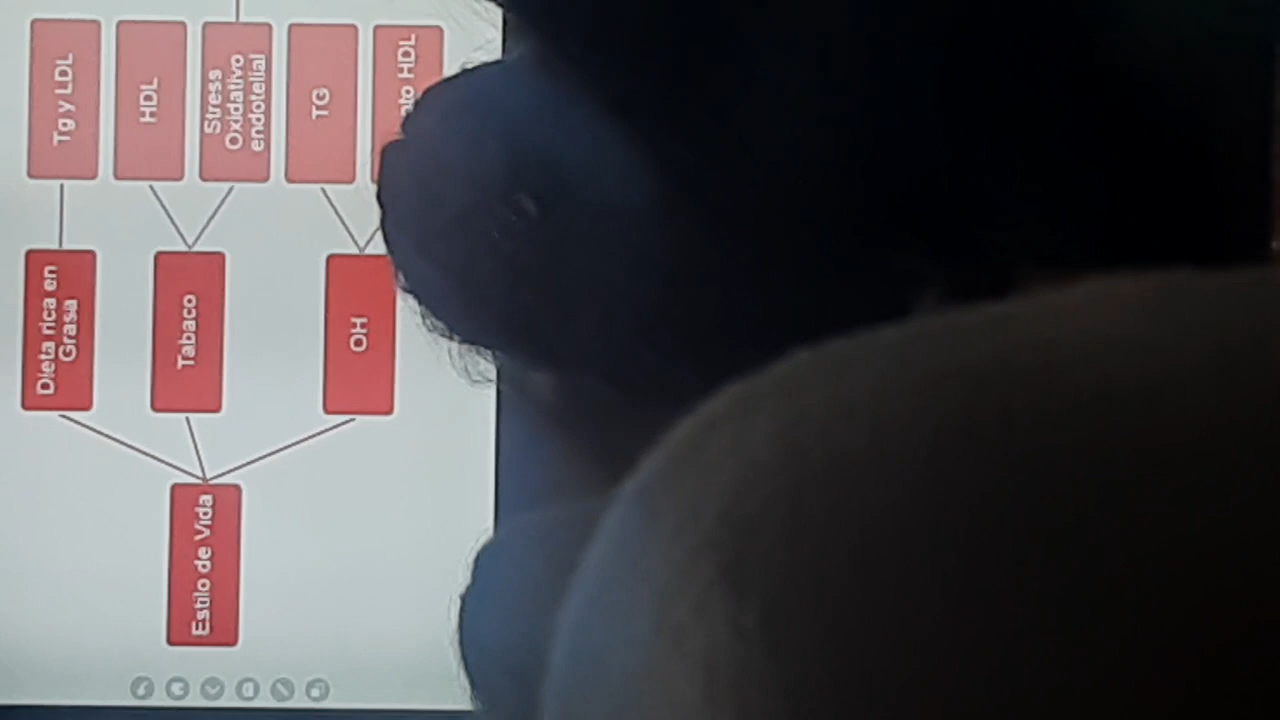 Estilo de Vida
Dieta rica en
Grasa
Tabaco
OH
Tg y LDL
HDL
Stress
Oxidativo
endotelial
TG
HDL